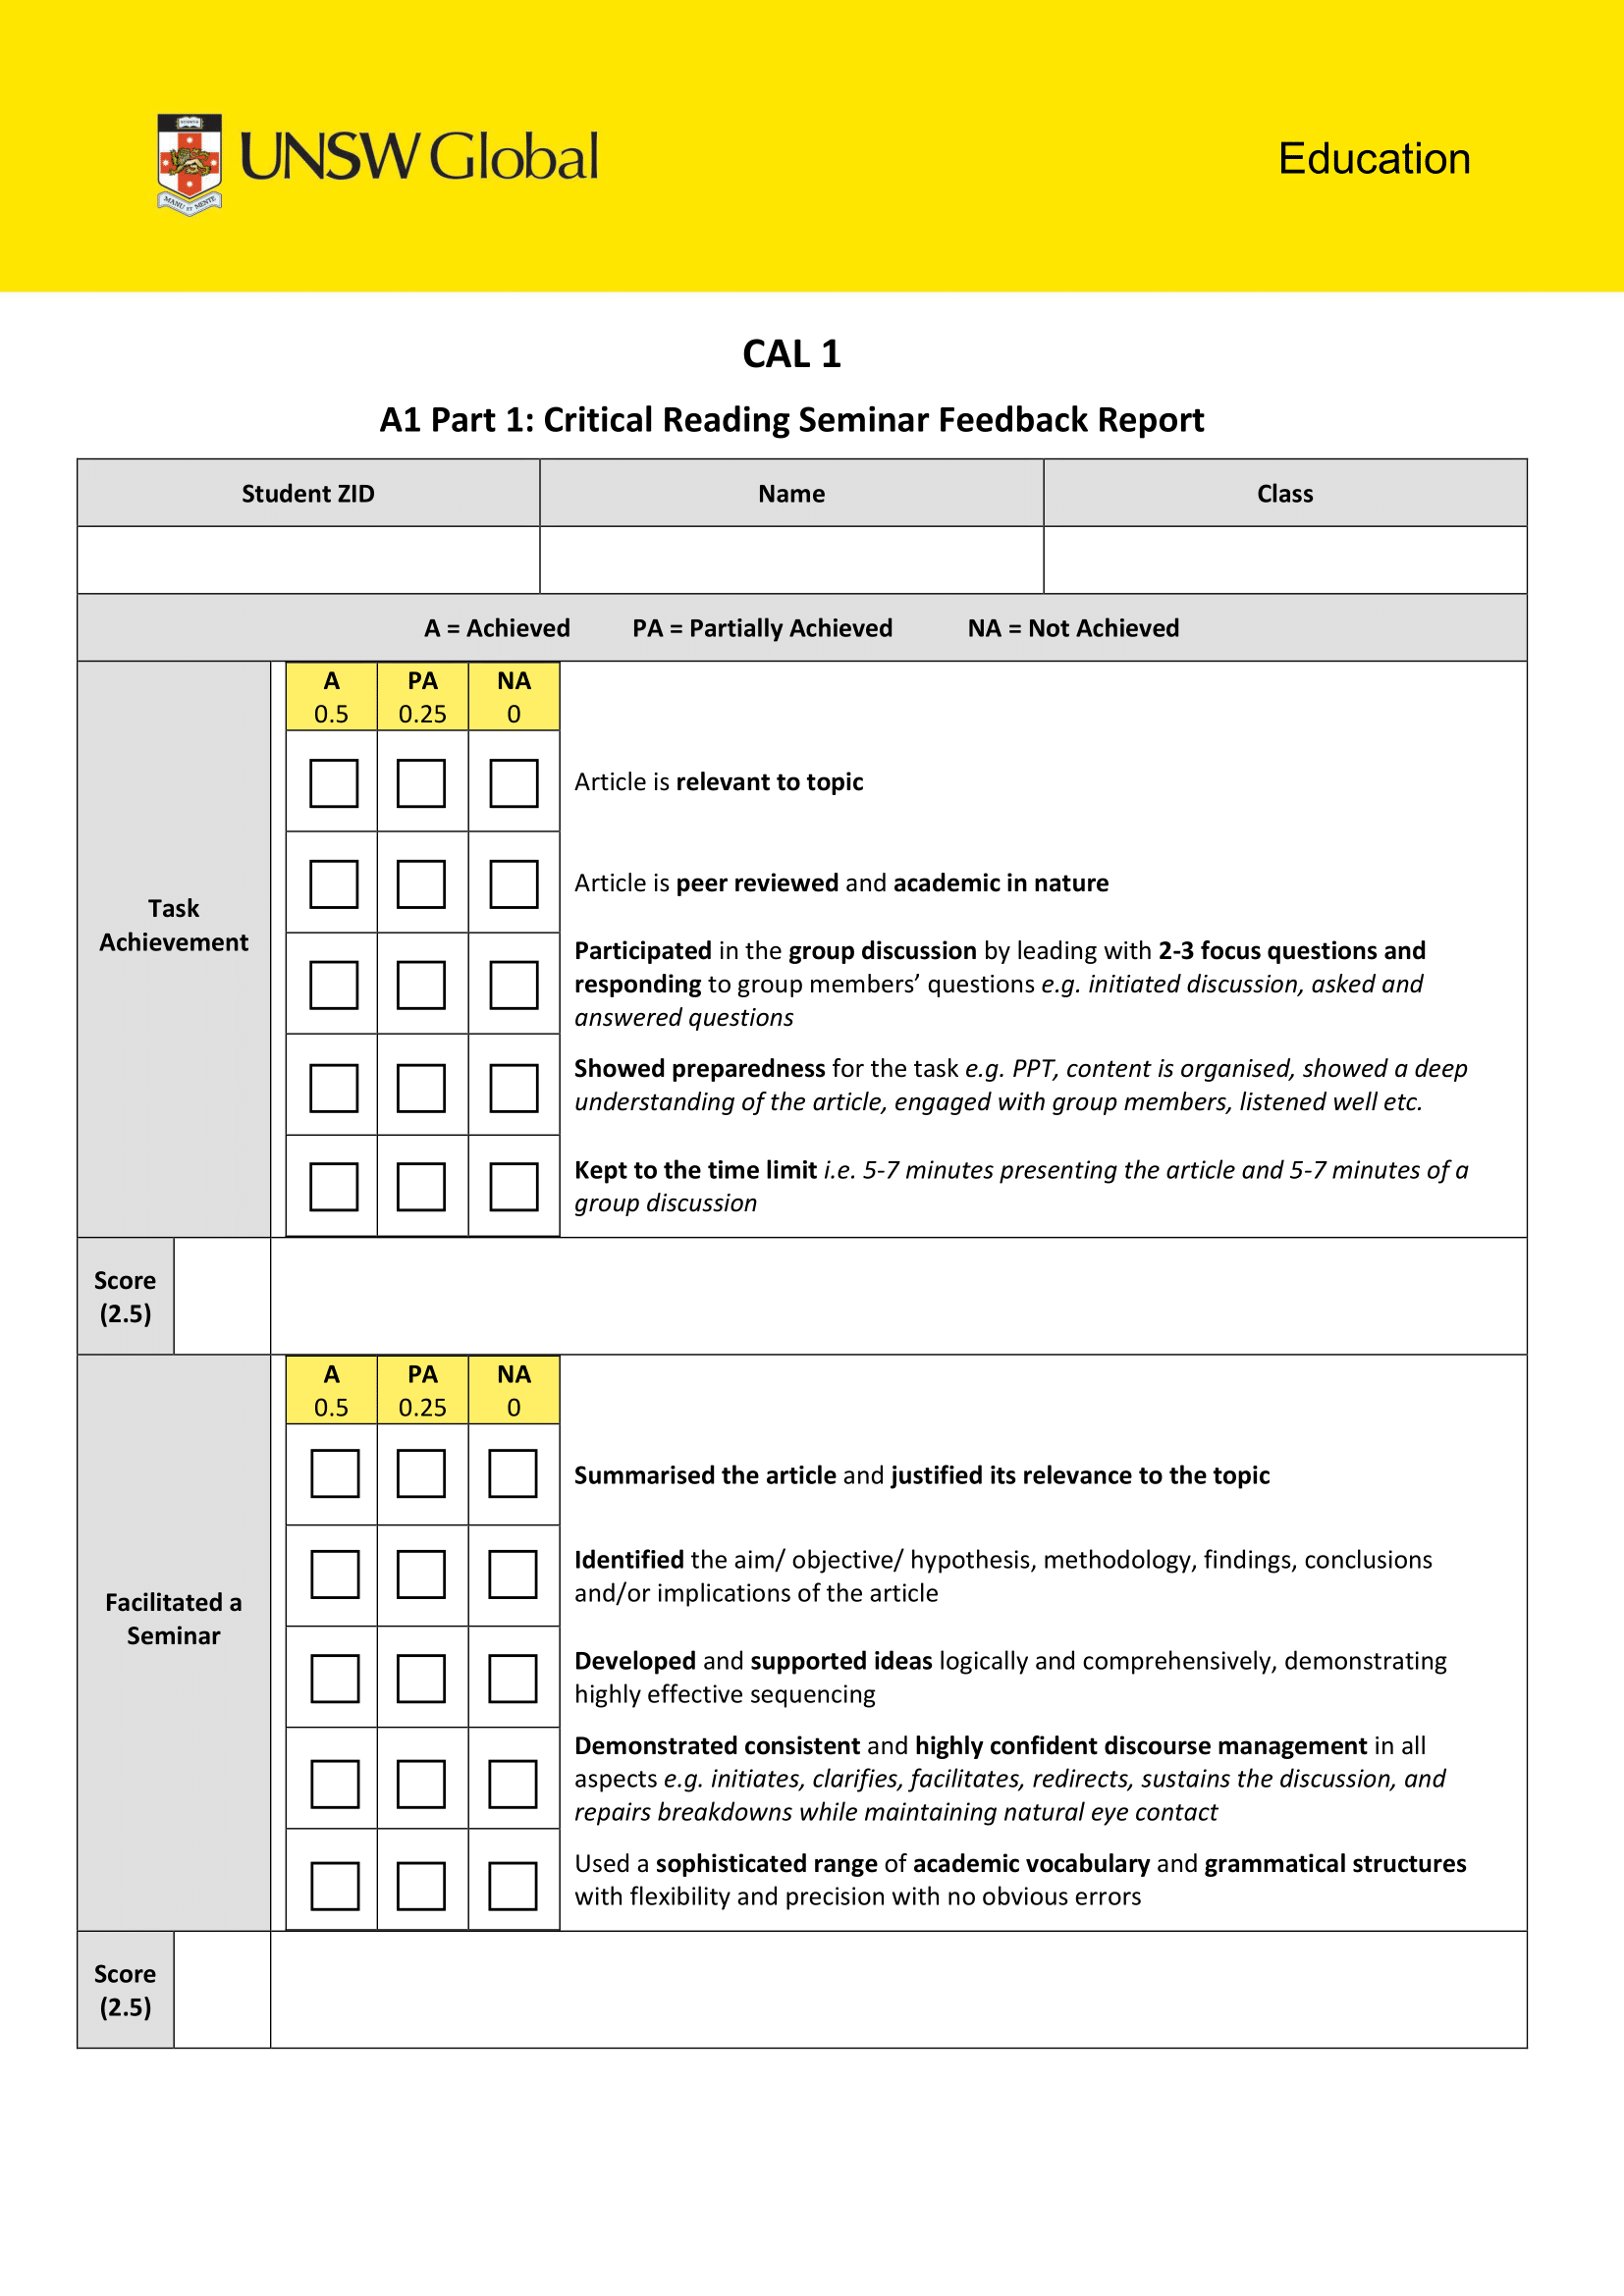 UNSW Global
MANU ET MENTE
Education
CAL 1
A1 Part 1: Critical Reading Seminar Feedback Report
Student ZID Name Class
A = Achieved PA = Partially Achieved NA = Not Achieved
Task
Achievement
A PA NA
0.5 0.25 0
Article is relevant to topic
Article is peer reviewed and academic in nature
Participated in the group discussion by leading with 2-3 focus questions and
responding to group members’ questions e.g. initiated discussion, asked and
answered questions
Showed preparedness for the task e.g. PPT, content is organised, showed a deep
understanding of the article, engaged with group members, listened well etc.
Kept to the time limit i.e. 5-7 minutes presenting the article and 5-7 minutes of a
group discussion
Score
(2.5)
Facilitated a
Seminar
A PA NA
0.5 0.25 0
Summarised the article and justified its relevance to the topic
Identified the aim/ objective/ hypothesis, methodology, findings, conclusions
and/or implications of the article
Developed and supported ideas logically and comprehensively, demonstrating
highly effective sequencing
Demonstrated consistent and highly confident discourse management in all
aspects e.g. initiates, clarifies, facilitates, redirects, sustains the discussion, and
repairs breakdowns while maintaining natural eye contact
Used a sophisticated range of academic vocabulary and grammatical structures
with flexibility and precision with no obvious errors
Score
(2.5)